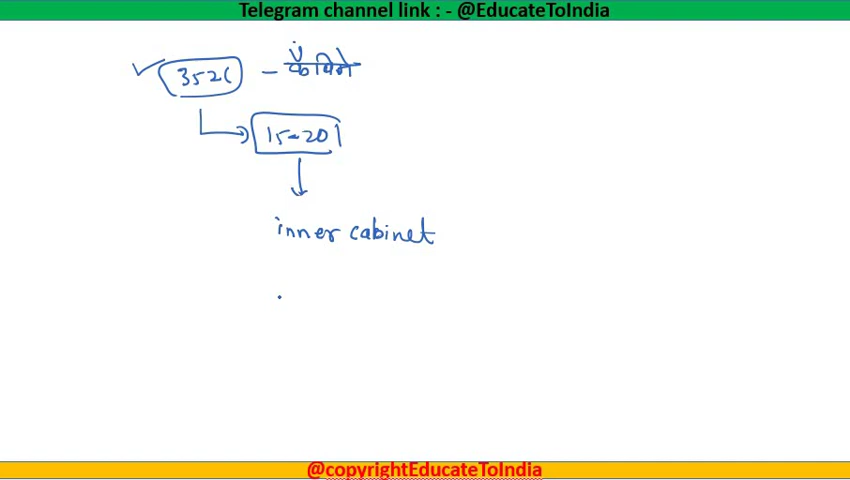 Telegram channel link : - @EducateToIndia
352( -
15-20
inner cabinet
@copyrightEducateToIndia